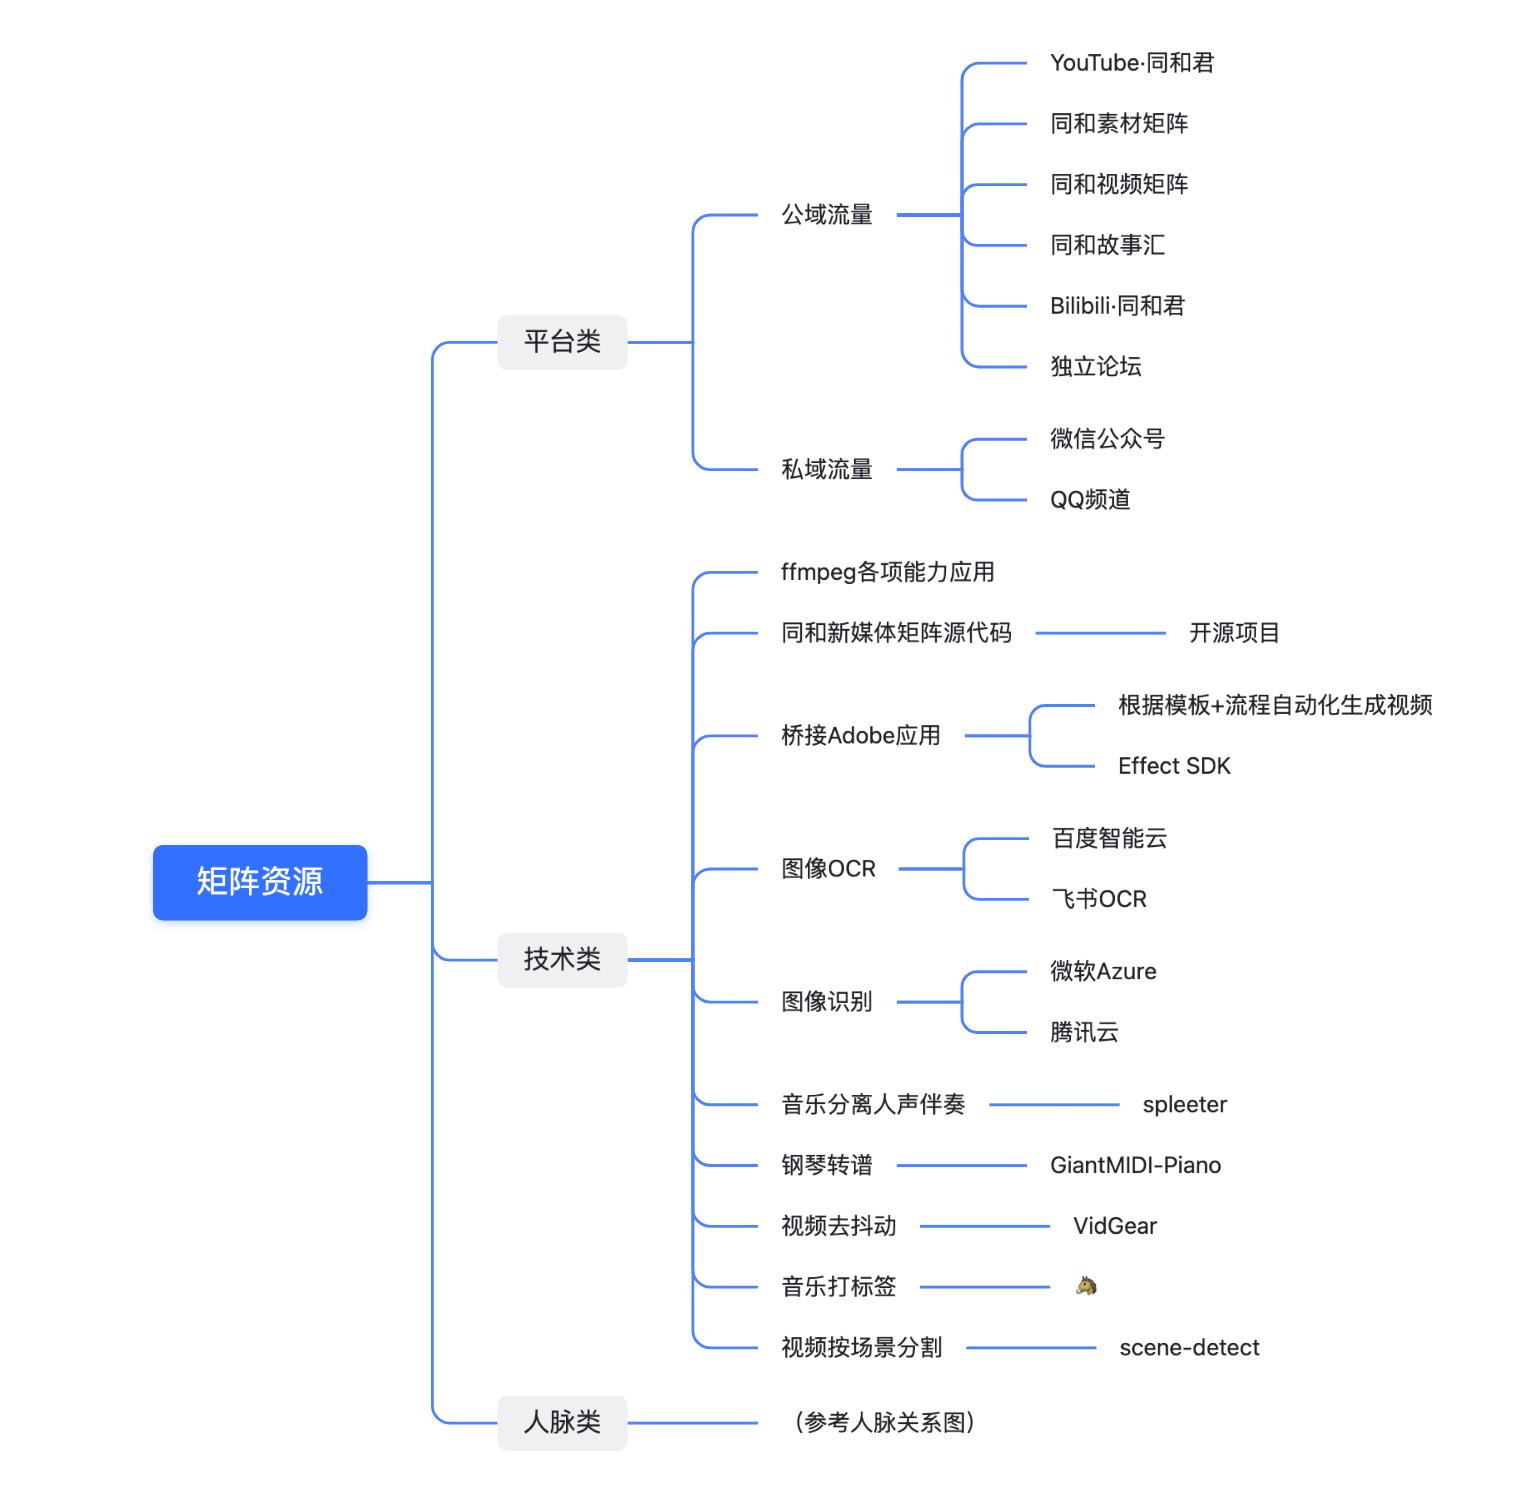 矩阵资源
平台类
公域流量
YouTube·同和君
同和素材矩阵
同和视频矩阵
同和故事汇
Bilibili·同和君
独立论坛
私域流量
微信公众号
QQ频道
技术类
ffmpeg各项能力应用
同和新媒体矩阵源代码
开源项目
桥接Adobe应用
根据模板+流程自动化生成视频
Effect SDK
图像OCR
百度智能云
飞书OCR
图像识别
微软Azure
腾讯云
音乐分离人声伴奏
spleeter
钢琴转谱
GiantMIDI-Piano
视频去抖动
VidGear
音乐打标签
🐴
视频按场景分割
scene-detect
人脉类
（参考人脉关系图）